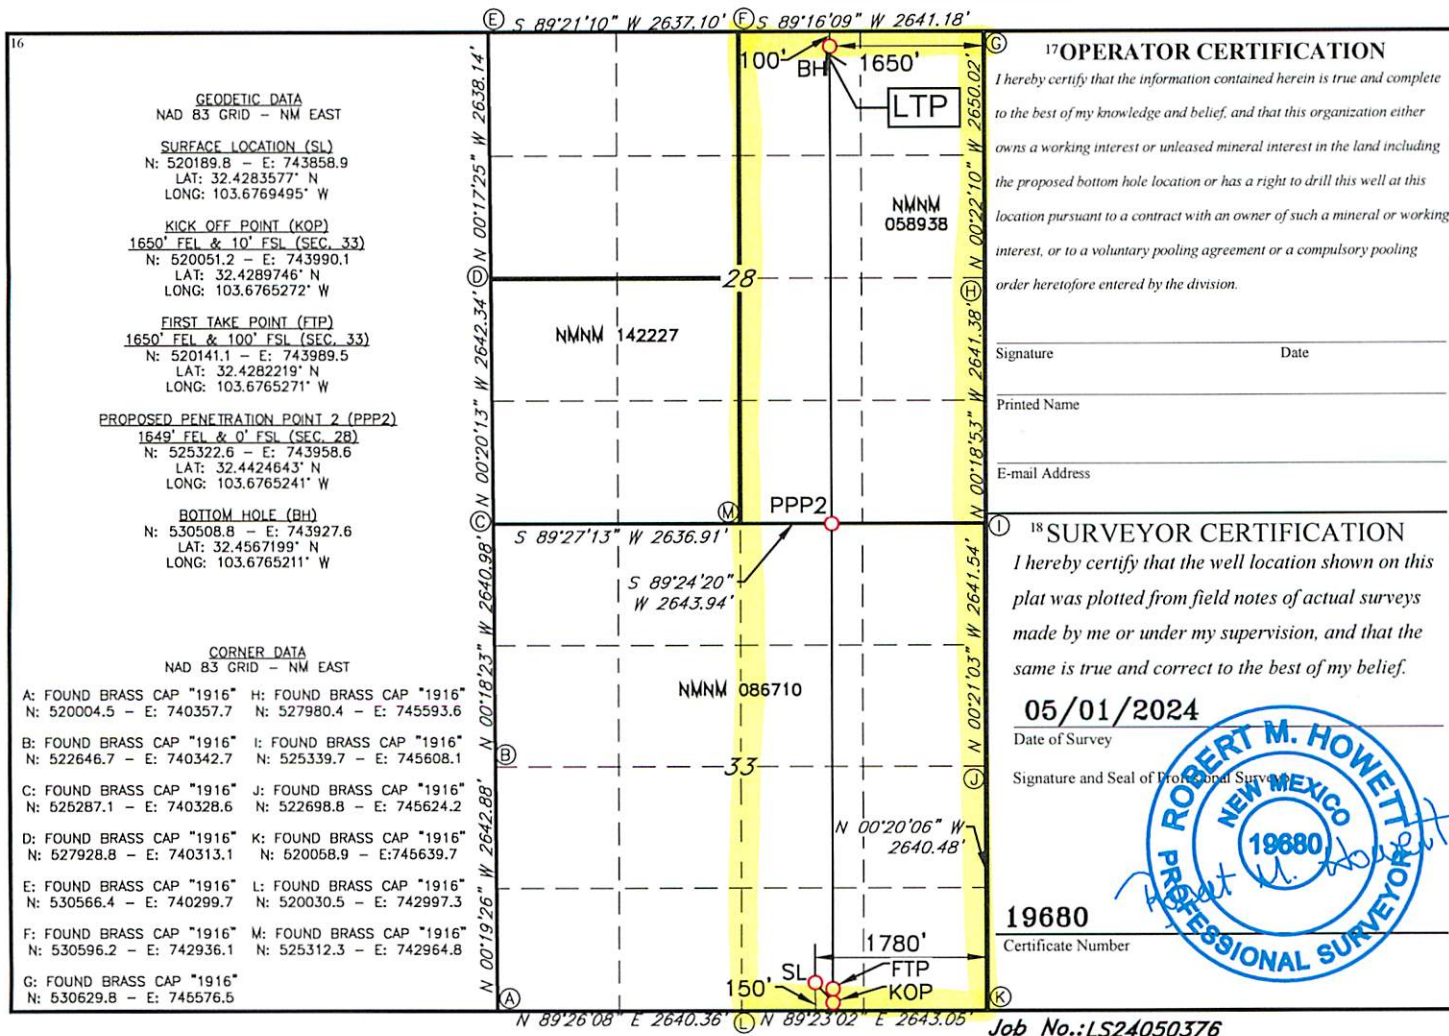 16
GEODETIC DATA
NAD 83 GRID – NM EAST
SURFACE LOCATION (SL)
N: 520189.8 – E: 743858.9
LAT: 32.4283577° N
LONG: 103.6769495° W
KICK OFF POINT (KOP)
1650' FEL & 10' FSL (SEC. 33)
N: 520051.2 – E: 743990.1
LAT: 32.4289746° N
LONG: 103.6765272° W
FIRST TAKE POINT (FTP)
1650' FEL & 100' FSL (SEC. 33)
N: 520141.1 – E: 743989.5
LAT: 32.4282219° N
LONG: 103.6765271° W
PROPOSED PENETRATION POINT 2 (PPP2)
1649' FEL & 0' FSL (SEC. 28)
N: 525322.6 – E: 743958.6
LAT: 32.4424643° N
LONG: 103.6765241° W
BOTTOM HOLE (BH)
N: 530508.8 – E: 743927.6
LAT: 32.4567199° N
LONG: 103.6765211° W
CORNER DATA
NAD 83 GRID – NM EAST
A: FOUND BRASS CAP "1916"
N: 520004.5 – E: 740357.7
B: FOUND BRASS CAP "1916"
N: 522646.7 – E: 740342.7
C: FOUND BRASS CAP "1916"
N: 525287.1 – E: 740328.6
D: FOUND BRASS CAP "1916"
N: 527928.8 – E: 740313.1
E: FOUND BRASS CAP "1916"
N: 530566.4 – E: 740299.7
F: FOUND BRASS CAP "1916"
N: 530596.2 – E: 742936.1
G: FOUND BRASS CAP "1916"
N: 530629.8 – E: 745576.5
H: FOUND BRASS CAP "1916"
N: 527980.4 – E: 745593.6
I: FOUND BRASS CAP "1916"
N: 525339.7 – E: 745608.1
J: FOUND BRASS CAP "1916"
N: 522698.8 – E: 745624.2
K: FOUND BRASS CAP "1916"
N: 520058.9 – E:745639.7
L: FOUND BRASS CAP "1916"
N: 520030.5 – E: 742997.3
M: FOUND BRASS CAP "1916"
N: 525312.3 – E: 742964.8
E
S 89°21'10" W 2637.10'
F
S 89°16'09" W 2641.18'
G
100'
BH
1650'
LTP
N 00°17'25" W 2638.14'
N 00°22'10" W 2650.02'
NMNM
058938
D
28
H
NMNM 142227
N 00°20'13" W 2642.34'
N 00°18'53" W 2641.38'
M
PPP2
C
I
S 89°27'13" W 2636.91'
S 89°24'20"
W 2643.94'
N 00°18'23" W 2640.98'
N 00°21'03" W 2641.54'
NMNM 086710
B
33
J
N 00°20'06" W
2640.48'
N 00°19'26" W 2642.88'
1780'
SL
FTP
150'
KOP
A
K
N 89°26'08" E 2640.36'
L
N 89°23'02" E 2643.05'
17 OPERATOR CERTIFICATION
I hereby certify that the information contained herein is true and complete
to the best of my knowledge and belief, and that this organization either
owns a working interest or unleased mineral interest in the land including
the proposed bottom hole location or has a right to drill this well at this
location pursuant to a contract with an owner of such a mineral or working
interest, or to a voluntary pooling agreement or a compulsory pooling
order heretofore entered by the division.
Signature Date
Printed Name
E-mail Address
18 SURVEYOR CERTIFICATION
I hereby certify that the well location shown on this
plat was plotted from field notes of actual surveys
made by me or under my supervision, and that the
same is true and correct to the best of my belief.
05/01/2024
Date of Survey
Signature and Seal of Professional Surveyor
ROBERT M. HOWETT
NEW MEXICO
19680
PROFESSIONAL SURVEYOR
Robert M. Howett
19680
Certificate Number
Job No.:LS24050376